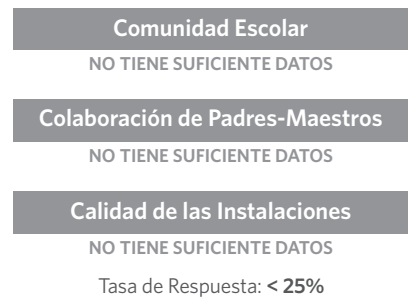 Comunidad Escolar
NO TIENE SUFICIENTE DATOS
Colaboración de Padres-Maestros
NO TIENE SUFICIENTE DATOS
Calidad de las Instalaciones
NO TIENE SUFICIENTE DATOS
Tasa de Respuesta: < 25%